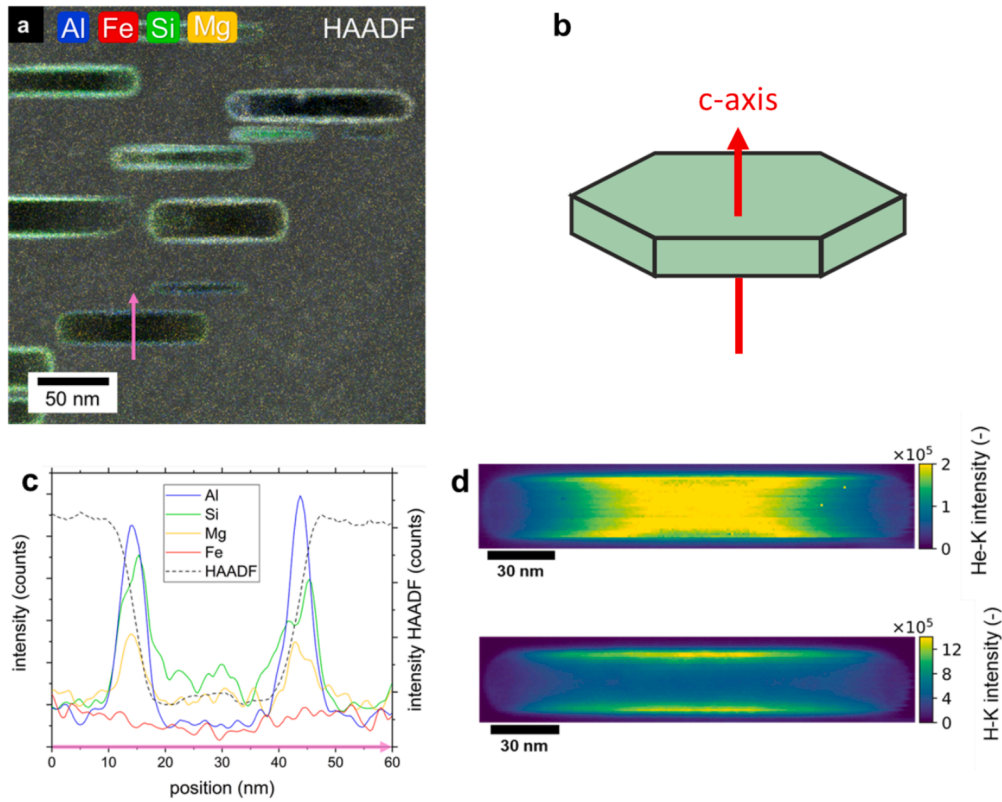 a Al Fe Si Mg HAADF
50 nm
b
c-axis
c
Al
Si
Mg
Fe
HAADF
intensity (counts)
intensity HAADF (counts)
0 10 20 30 40 50 60
position (nm)
d
×10⁵
2
1
0
He-K intensity (-)
30 nm
×10⁵
12
8
4
0
H-K intensity (-)
30 nm